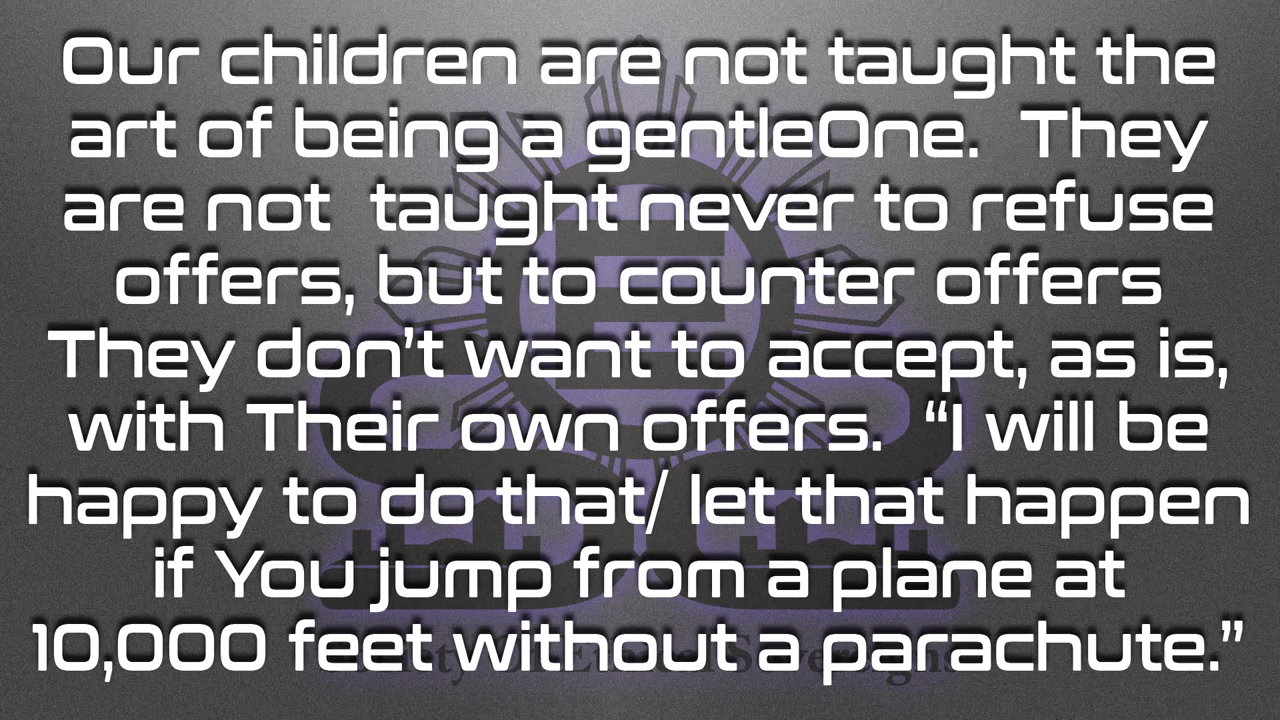 Our children are not taught the
art of being a gentleOne.  They
are not  taught never to refuse
offers, but to counter offers
They don’t want to accept, as is,
with Their own offers.  “I will be
happy to do that/ let that happen
if You jump from a plane at
10,000 feet without a parachute.”